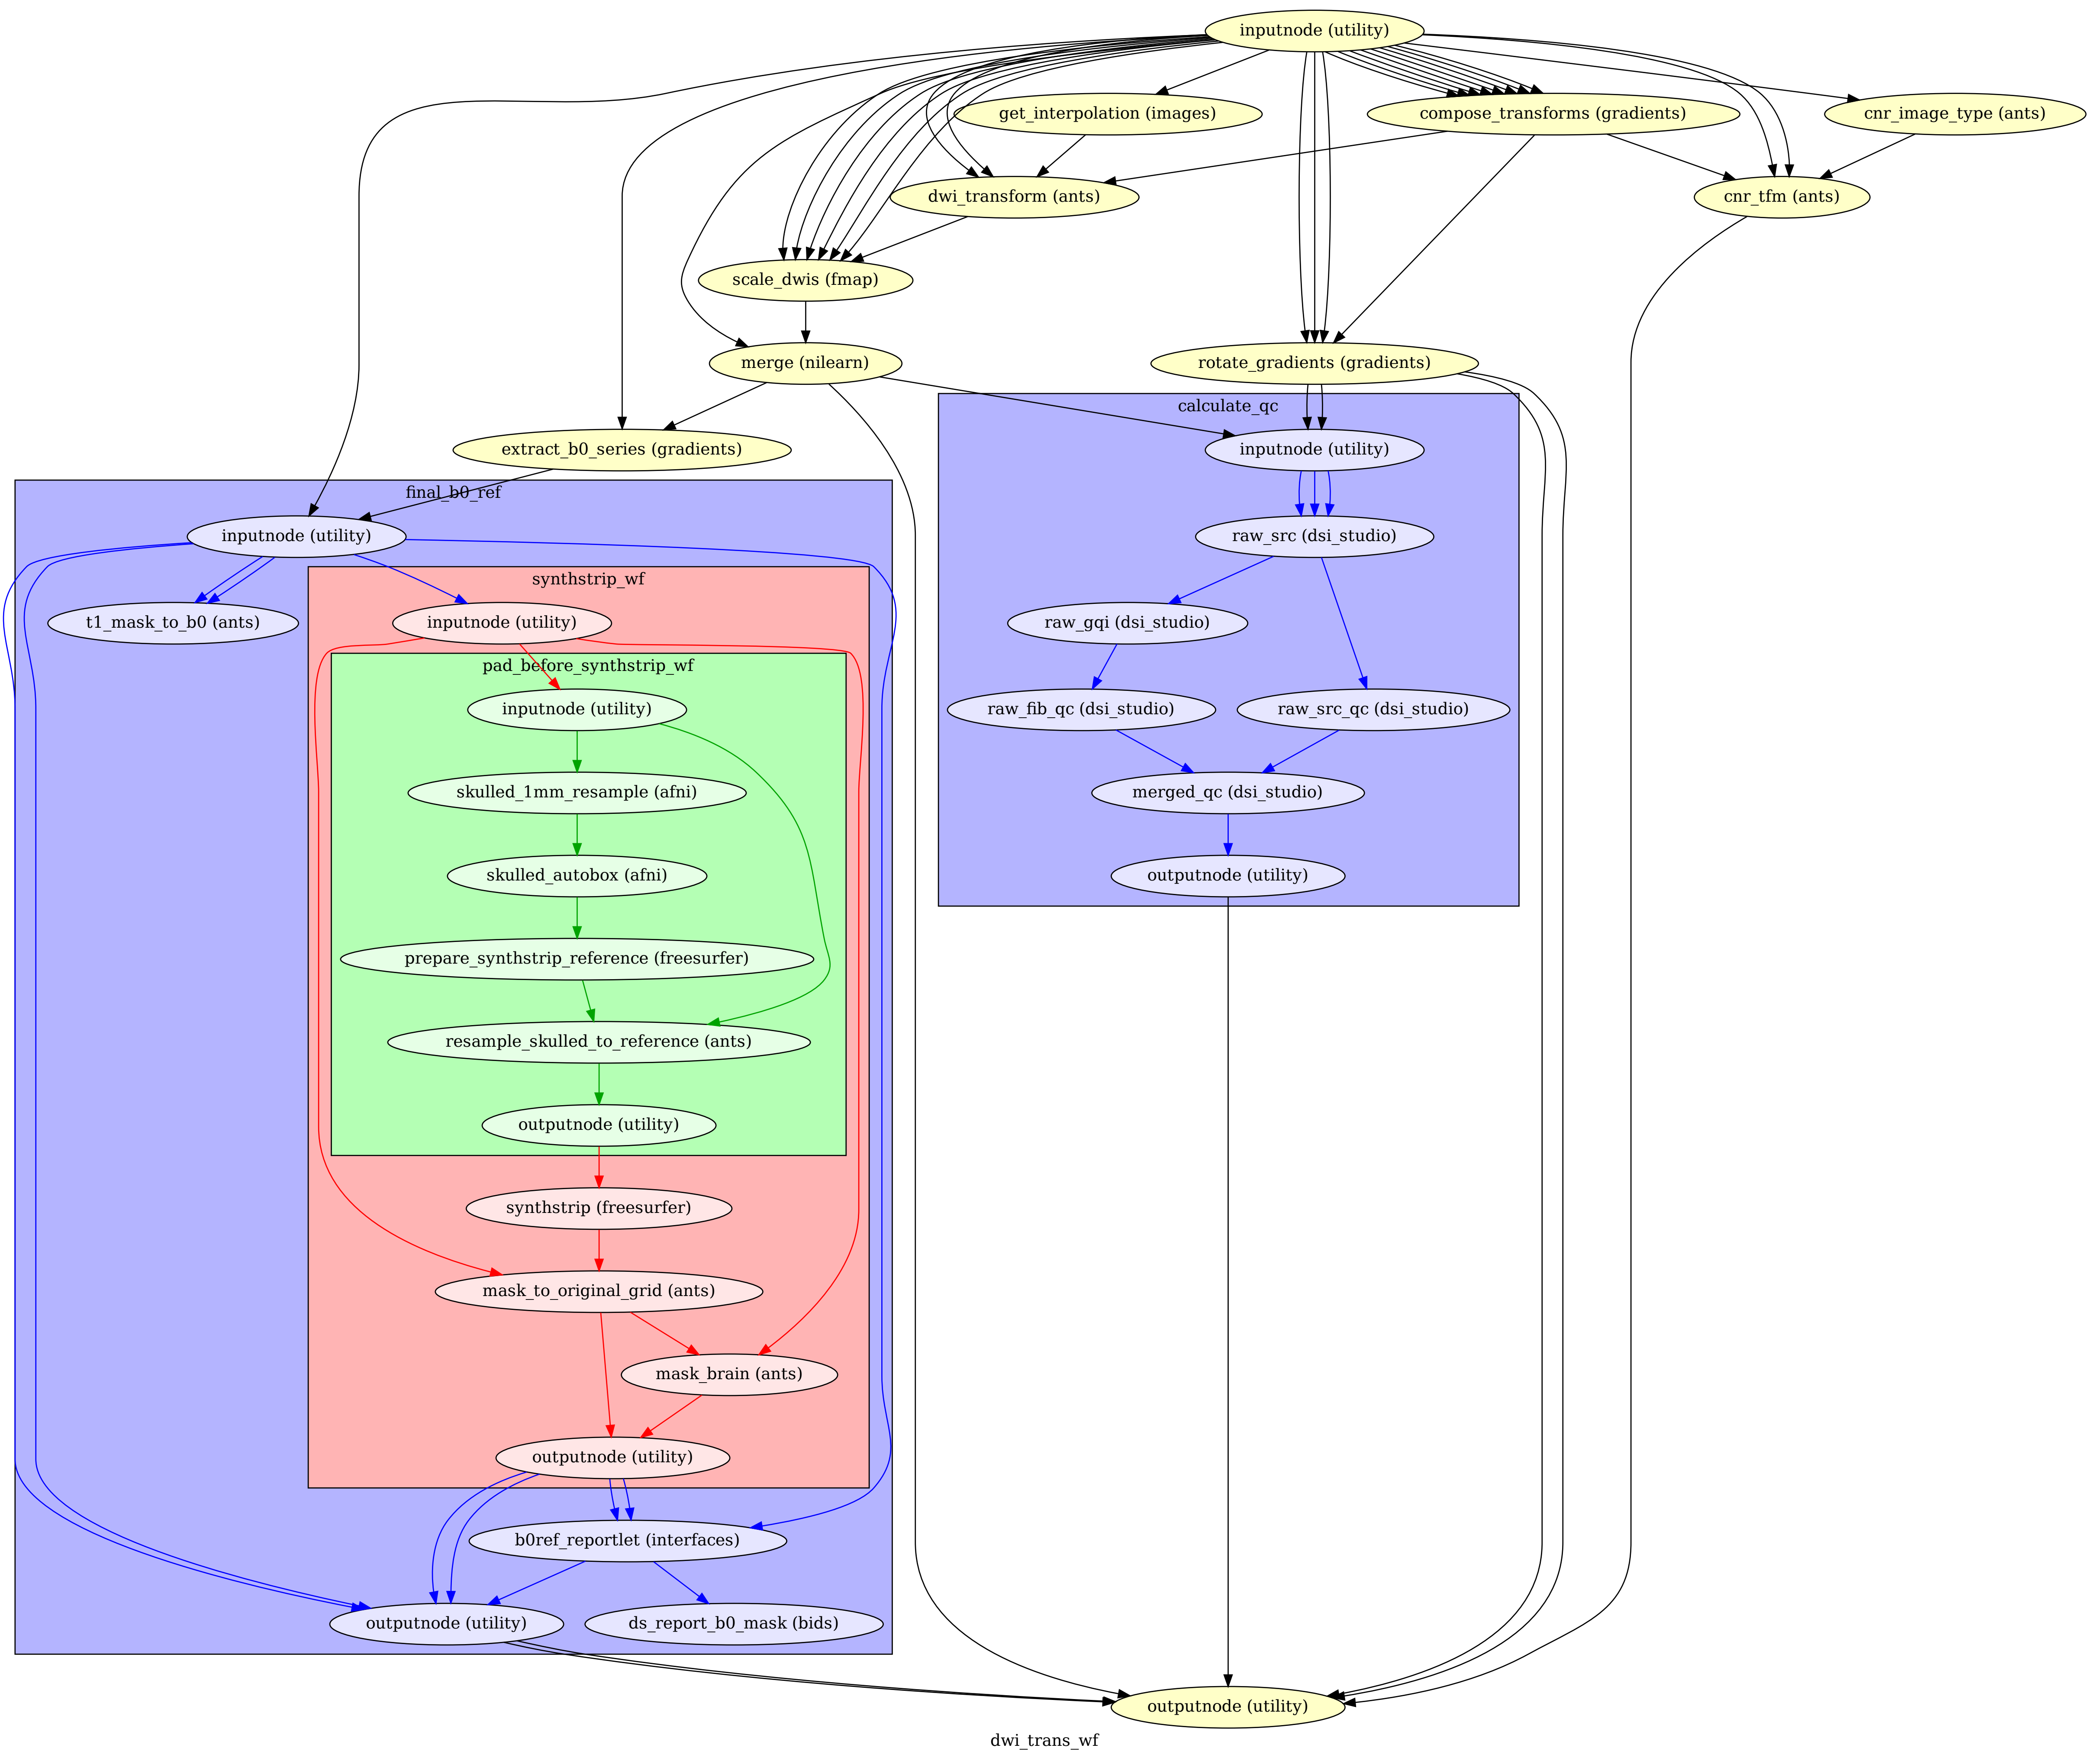 inputnode (utility)
get_interpolation (images)
compose_transforms (gradients)
cnr_image_type (ants)
dwi_transform (ants)
cnr_tfm (ants)
scale_dwis (fmap)
merge (nilearn)
rotate_gradients (gradients)
calculate_qc
extract_b0_series (gradients)
inputnode (utility)
final_b0_ref
inputnode (utility)
raw_src (dsi_studio)
synthstrip_wf
t1_mask_to_b0 (ants)
inputnode (utility)
raw_gqi (dsi_studio)
pad_before_synthstrip_wf
inputnode (utility)
raw_fib_qc (dsi_studio)
raw_src_qc (dsi_studio)
skulled_1mm_resample (afni)
merged_qc (dsi_studio)
skulled_autobox (afni)
outputnode (utility)
prepare_synthstrip_reference (freesurfer)
resample_skulled_to_reference (ants)
outputnode (utility)
synthstrip (freesurfer)
mask_to_original_grid (ants)
mask_brain (ants)
outputnode (utility)
b0ref_reportlet (interfaces)
outputnode (utility)
ds_report_b0_mask (bids)
outputnode (utility)
dwi_trans_wf